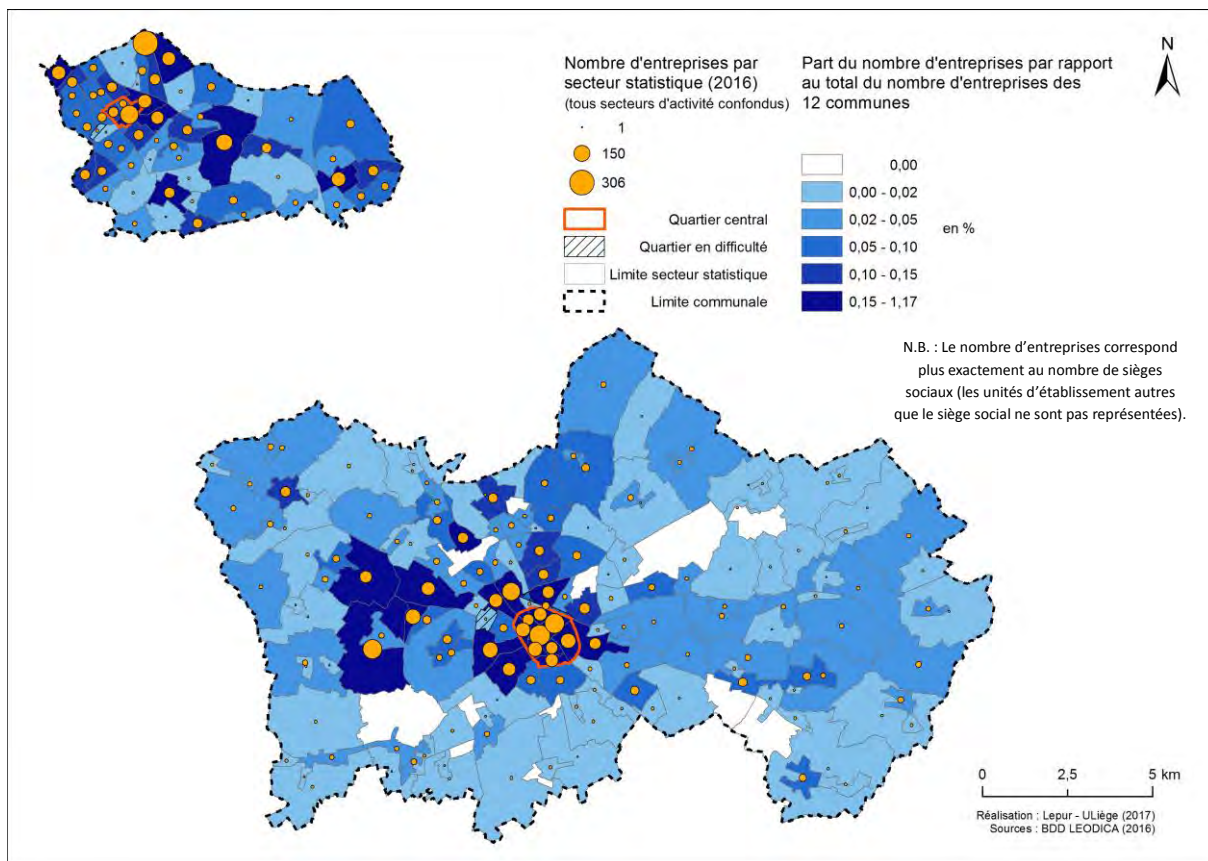 Nombre d'entreprises par
secteur statistique (2016)
(tous secteurs d'activité confondus)
1
150
306
Quartier central
Quartier en difficulté
Limite secteur statistique
Limite communale
Part du nombre d'entreprises par rapport
au total du nombre d'entreprises des
12 communes
0,00
0,00 - 0,02
0,02 - 0,05
0,05 - 0,10
0,10 - 0,15
0,15 - 1,17
en %
N
N.B. : Le nombre d'entreprises correspond
plus exactement au nombre de sièges
sociaux (les unités d'établissement autres
que le siège social ne sont pas représentées).
0 2,5 5 km
Réalisation : Lepur - ULiège (2017)
Sources : BDD LEODICA (2016)